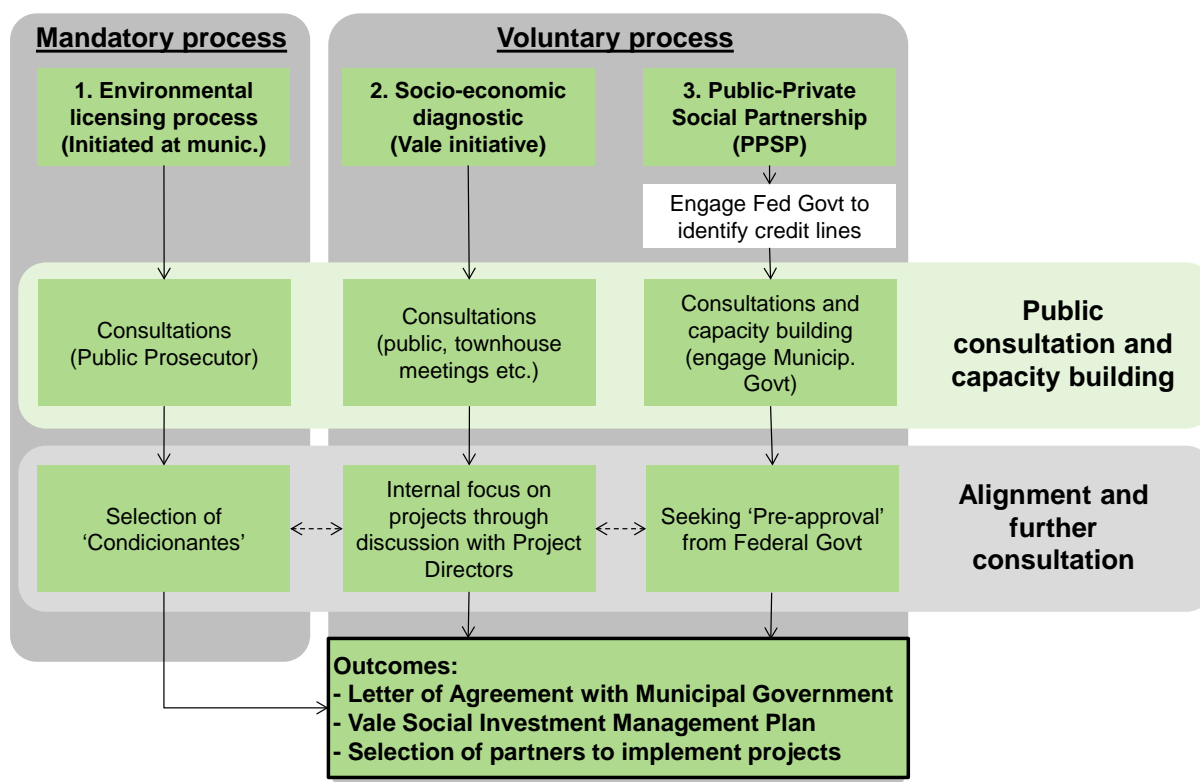 Mandatory process
Voluntary process
1. Environmental
licensing process
(Initiated at munic.)
2. Socio-economic
diagnostic
(Vale initiative)
3. Public-Private
Social Partnership
(PPSP)
Engage Fed Govt to
identify credit lines
Consultations
(Public Prosecutor)
Consultations
(public, townhouse
meetings etc.)
Consultations and
capacity building
(engage Municip.
Govt)
Public
consultation and
capacity building
Selection of
‘Condicionantes’
Internal focus on
projects through
discussion with Project
Directors
Seeking ‘Pre-approval’
from Federal Govt
Alignment and
further
consultation
Outcomes:
- Letter of Agreement with Municipal Government
- Vale Social Investment Management Plan
- Selection of partners to implement projects